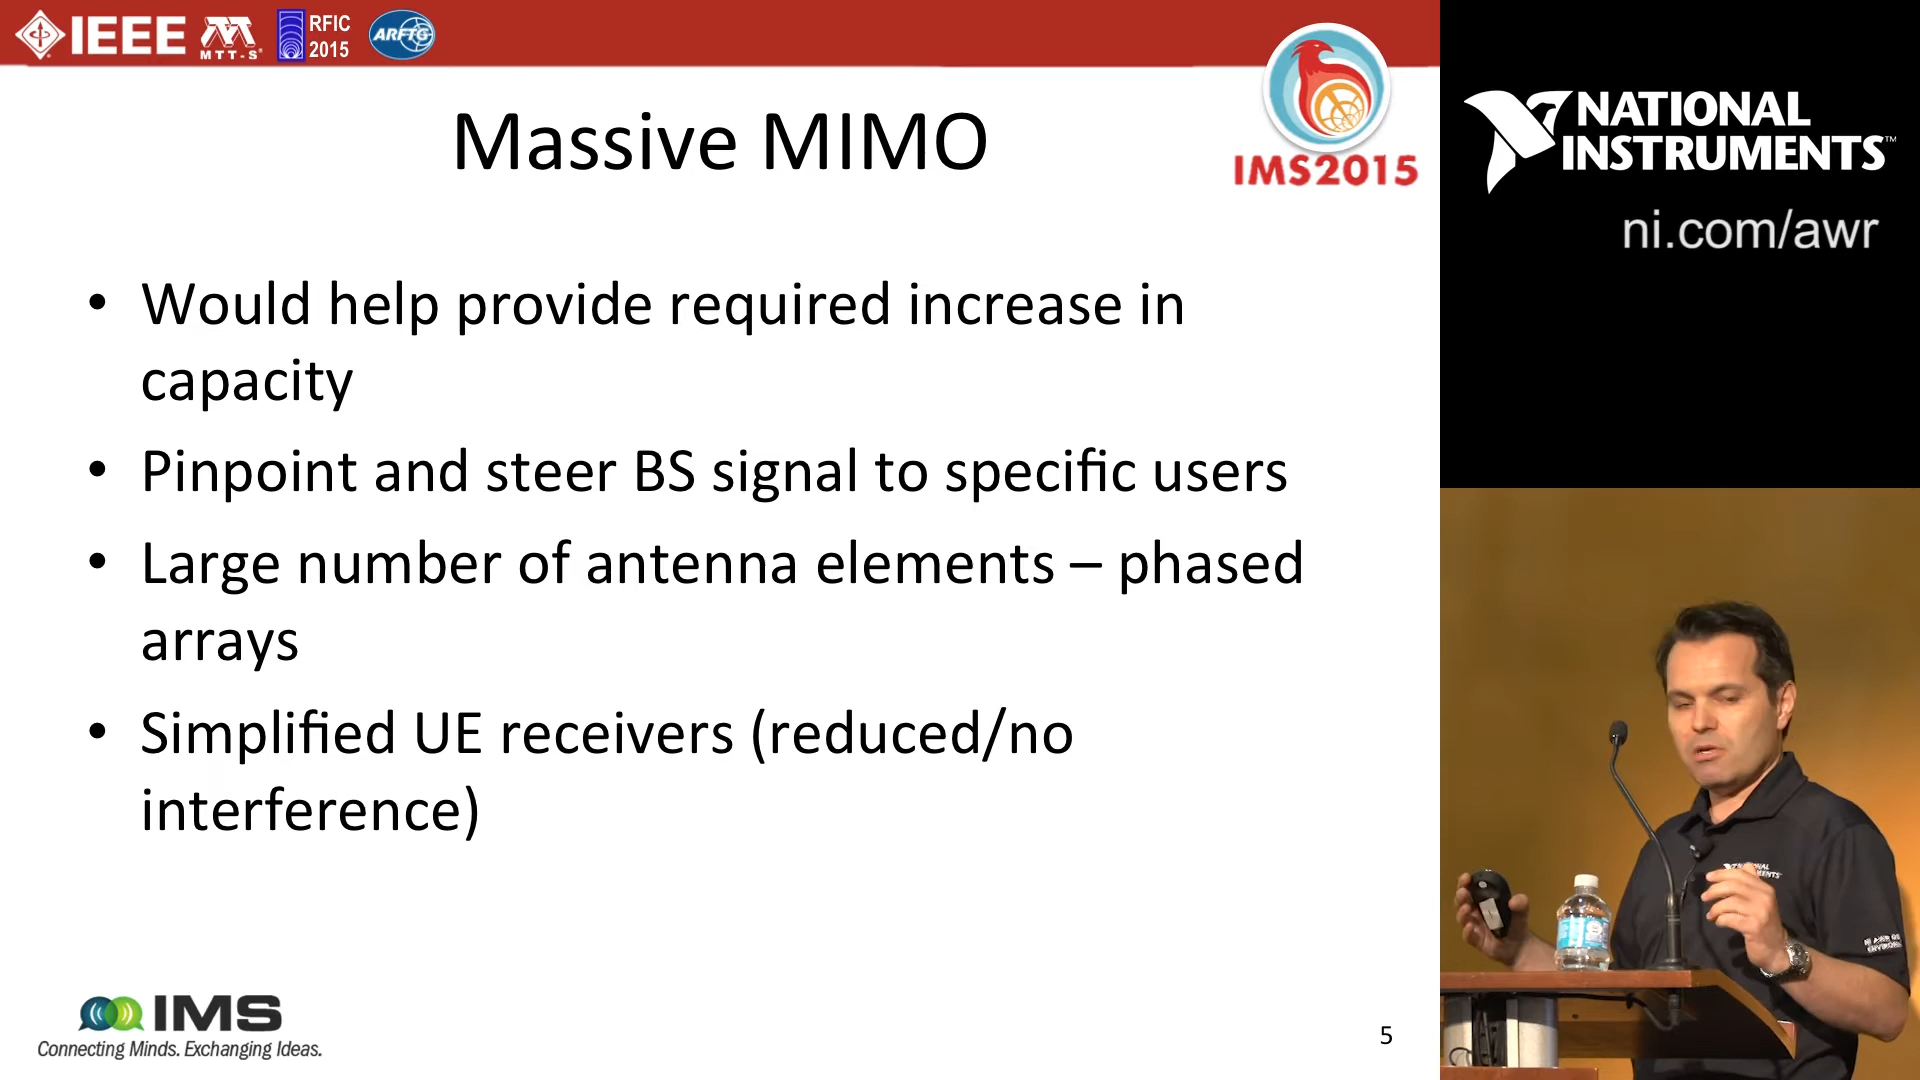 IEEE
MTT-S
RFIC
2015
ARFTG
IMS2015
Massive MIMO
• Would help provide required increase in
capacity
• Pinpoint and steer BS signal to specific users
• Large number of antenna elements – phased
arrays
• Simplified UE receivers (reduced/no
interference)
IMS
Connecting Minds. Exchanging Ideas.
5
NATIONAL
INSTRUMENTS™
ni.com/awr